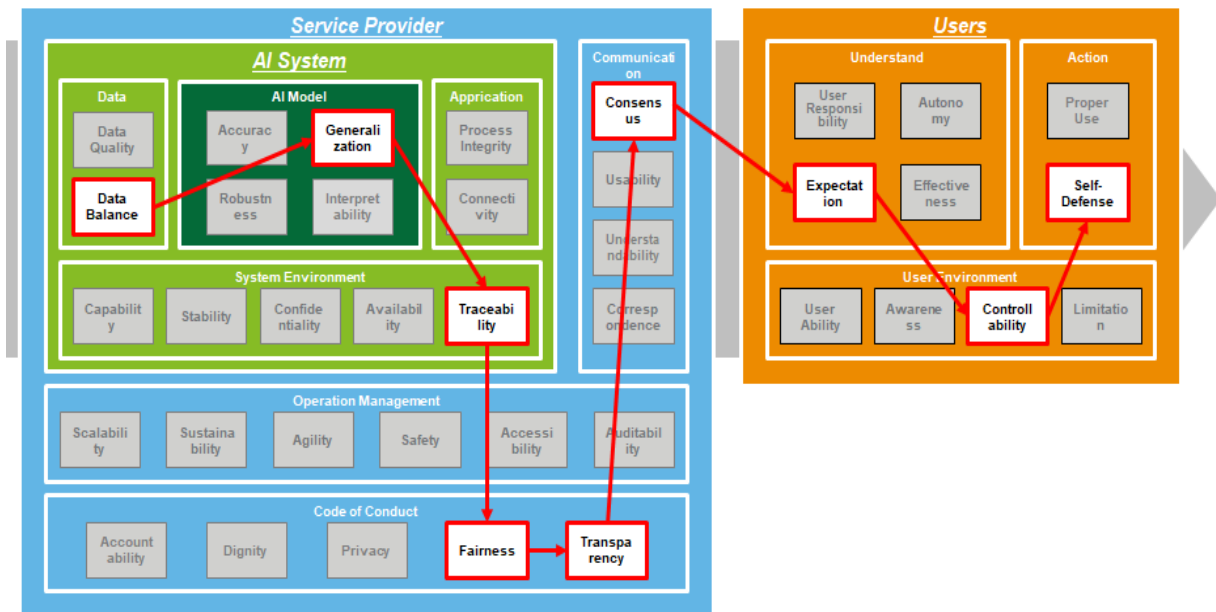 Service Provider
AI System
Data
Data
Quality
Data
Balance
AI Model
Accurac
y
Generali
zation
Robustn
ess
Interpret
ability
Apprication
Process
Integrity
Connecti
vity
System Environment
Capabilit
y
Stability
Confide
ntiality
Availabil
ity
Traceabi
lity
Communicati
on
Consens
us
Usability
Understa
ndability
Corresp
ondence
Operation Management
Scalabili
ty
Sustaina
bility
Agility
Safety
Accessi
bility
Auditabil
ity
Code of Conduct
Account
ability
Dignity
Privacy
Fairness
Transpa
rency
Users
Understand
User
Responsi
bility
Autono
my
Expectat
ion
Effective
ness
Action
Proper
Use
Self-
Defense
User Environment
User
Ability
Awarene
ss
Controll
ability
Limitatio
n